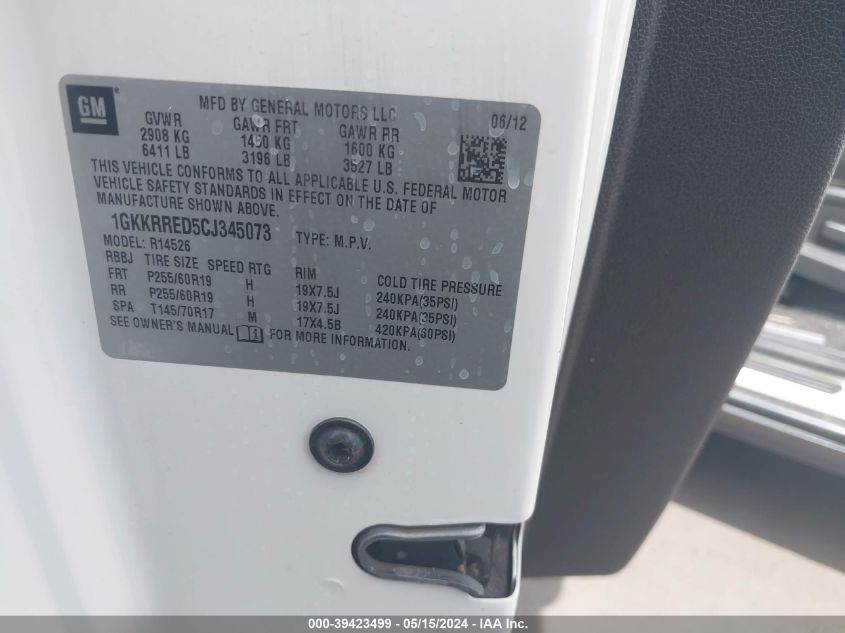 GM
MFD BY GENERAL MOTORS LLC
06/12
GVWR GAWR FRT GAWR RR
2908 KG 1450 KG 1600 KG
6411 LB 3196 LB 3527 LB
THIS VEHICLE CONFORMS TO ALL APPLICABLE U.S. FEDERAL MOTOR
VEHICLE SAFETY STANDARDS IN EFFECT ON THE DATE OF
MANUFACTURE SHOWN ABOVE.
1GKKRRED5CJ345073 TYPE: M.P.V.
MODEL: R14526
RBBJ TIRE SIZE SPEED RTG RIM COLD TIRE PRESSURE
FRT P255/60R19 H 19X7.5J 240KPA(35PSI)
RR P255/60R19 H 19X7.5J 240KPA(35PSI)
SPA T145/70R17 M 17X4.5B 420KPA(60PSI)
SEE OWNER'S MANUAL FOR MORE INFORMATION.
000-39423499 - 05/15/2024 - IAA Inc.